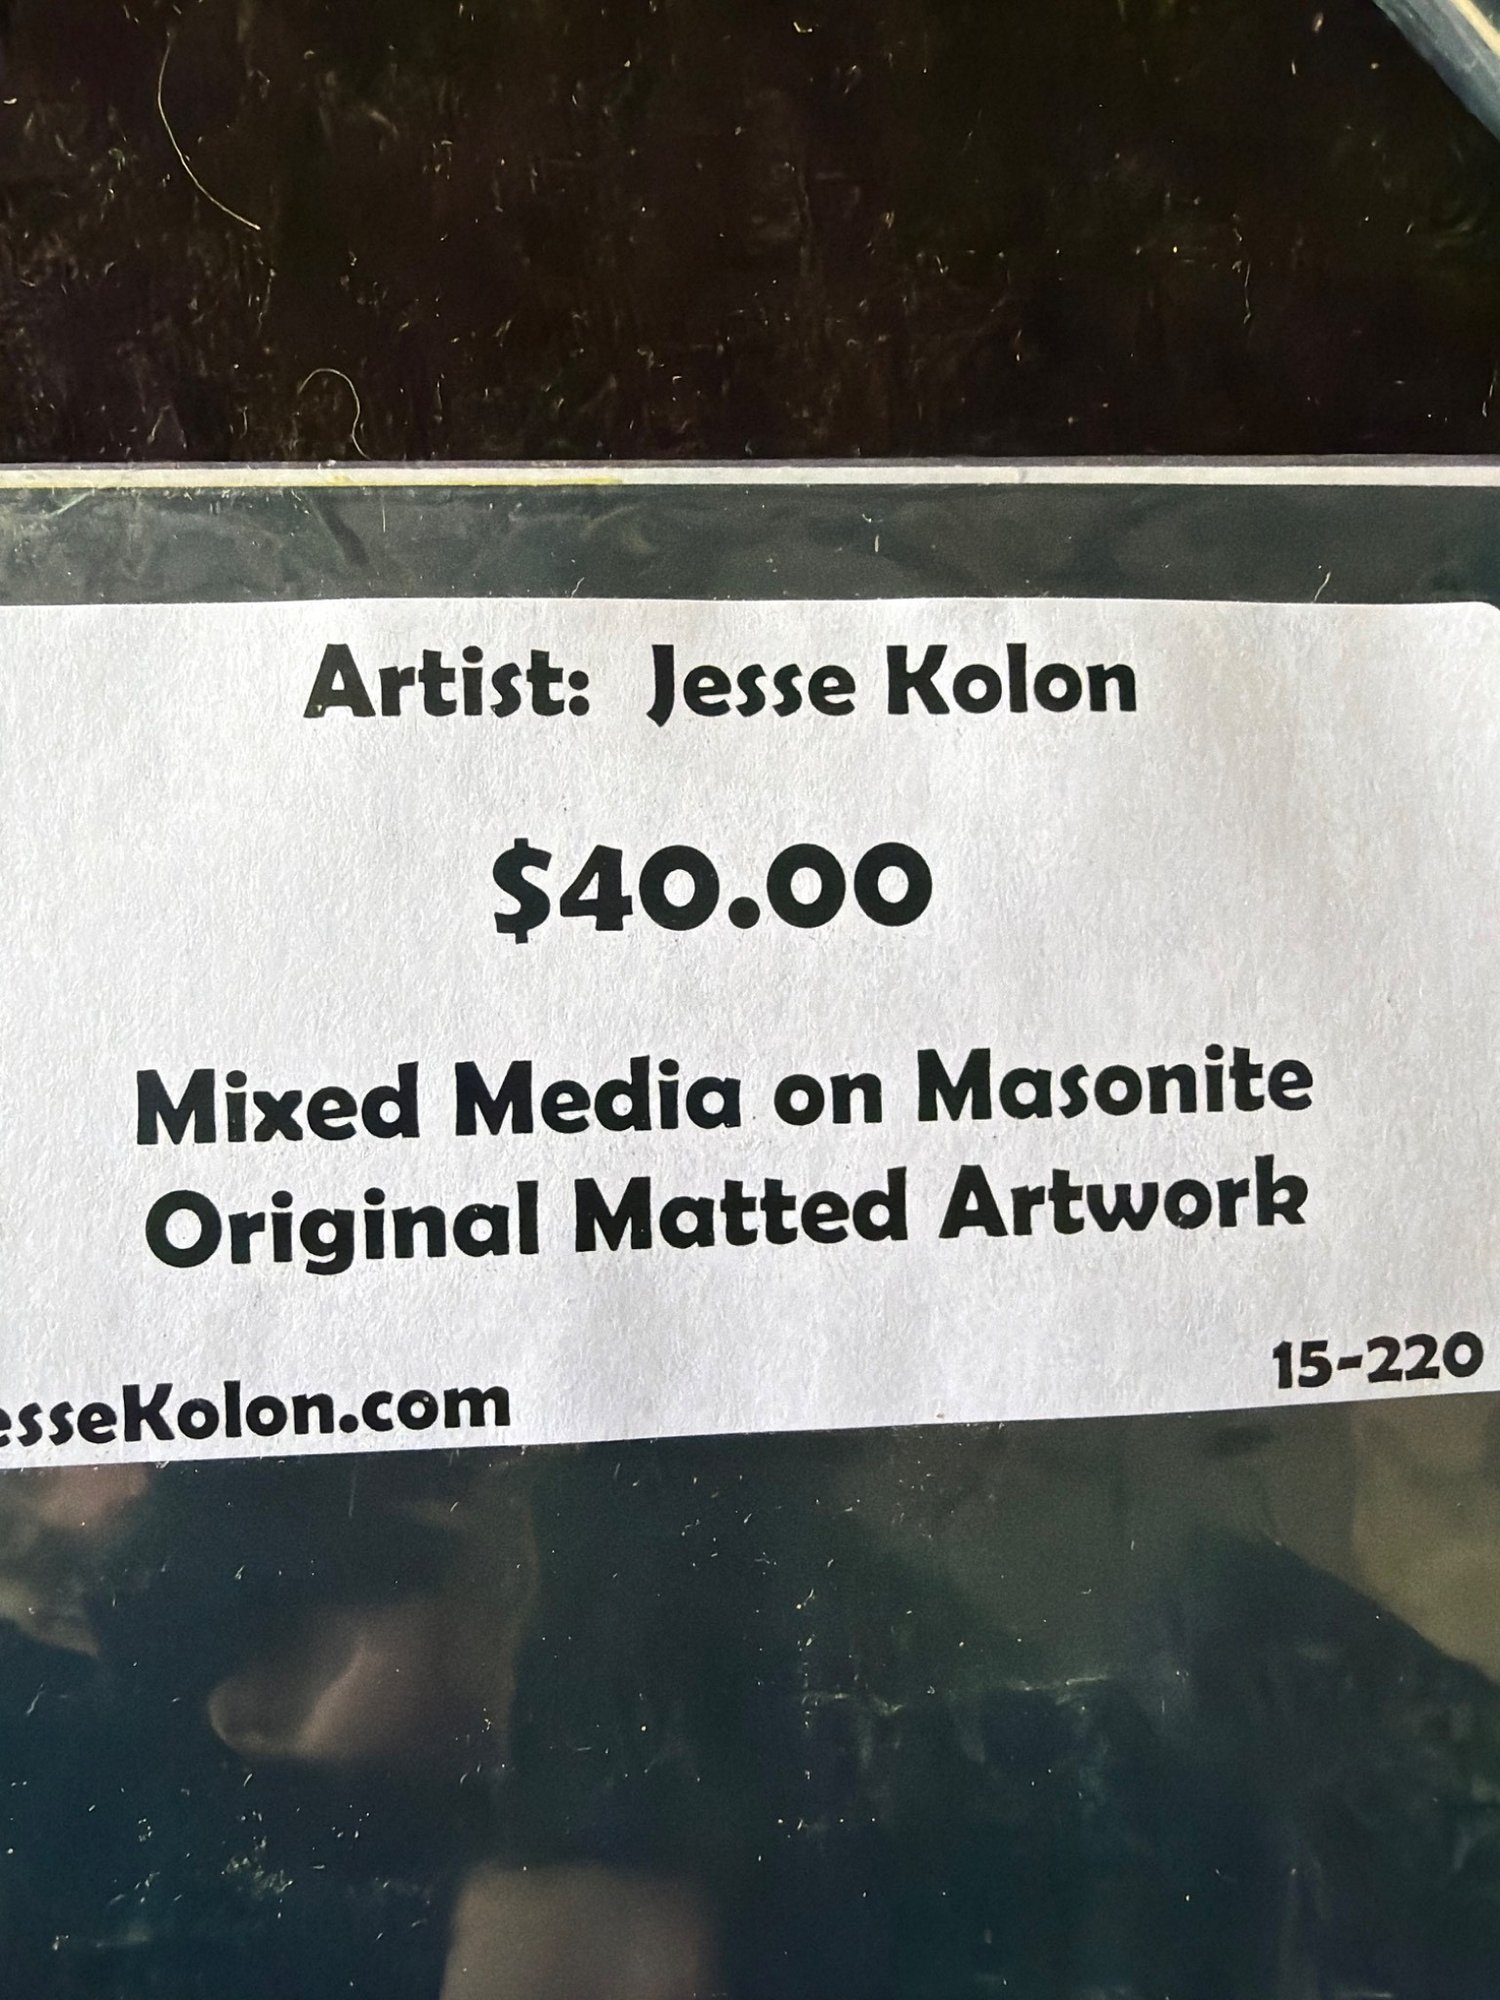 Artist: Jesse Kolon
$40.00
Mixed Media on Masonite
Original Matted Artwork
15-220
esseKolon.com